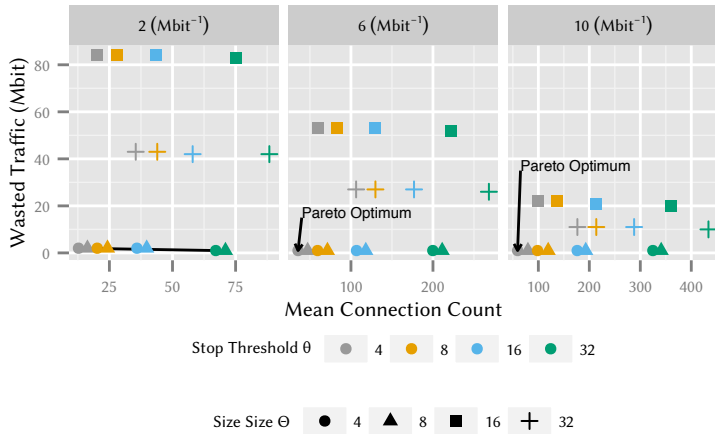 2 (Mbit⁻¹) 6 (Mbit⁻¹) 10 (Mbit⁻¹)
Wasted Traffic (Mbit)
80
60
40
20
0
Pareto Optimum
Pareto Optimum
25 50 75 100 200 100 200 300 400
Mean Connection Count
Stop Threshold θ 4 8 16 32
Size Size Θ 4 8 16 32